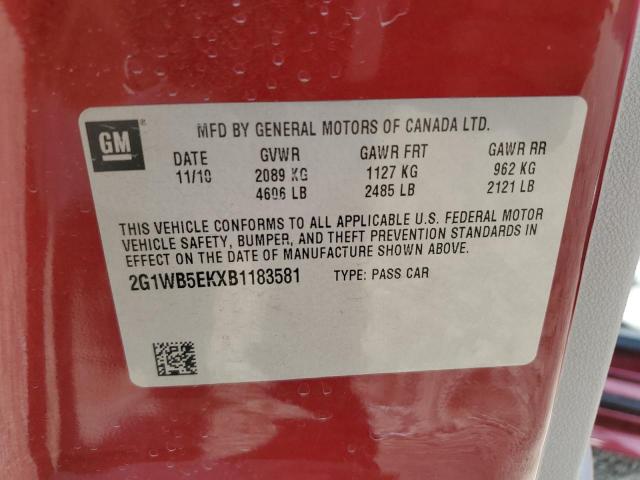 GM®
MFD BY GENERAL MOTORS OF CANADA LTD.
DATE GVWR GAWR FRT GAWR RR
11/10 2089 KG 1127 KG 962 KG
4606 LB 2485 LB 2121 LB
THIS VEHICLE CONFORMS TO ALL APPLICABLE U.S. FEDERAL MOTOR
VEHICLE SAFETY, BUMPER, AND THEFT PREVENTION STANDARDS IN
EFFECT ON THE DATE OF MANUFACTURE SHOWN ABOVE.
2G1WB5EKXB1183581 TYPE: PASS CAR